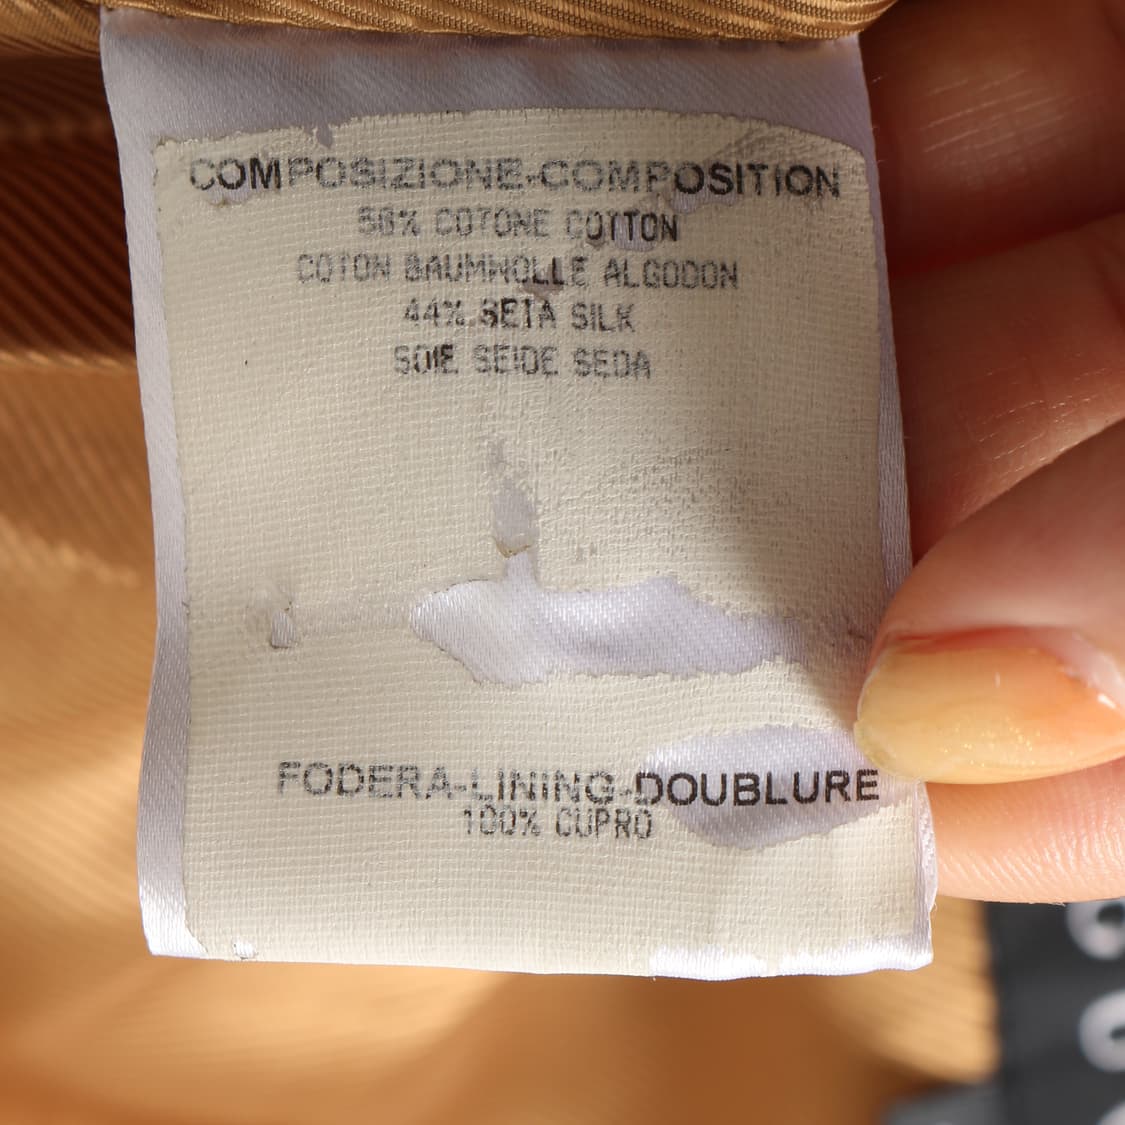 COMPOSIZIONE-COMPOSITION
56% COTONE COTTON
COTON BAUMWOLLE ALGODON
44% SETA SILK
SOIE SEIDE SEDA
FODERA-LINING-DOUBLURE
100% CUPRO